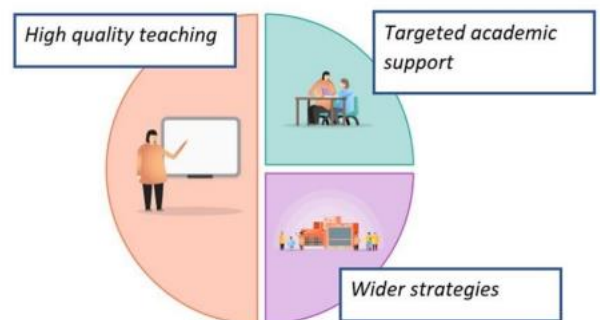 High quality teaching
Targeted academic
support
Wider strategies